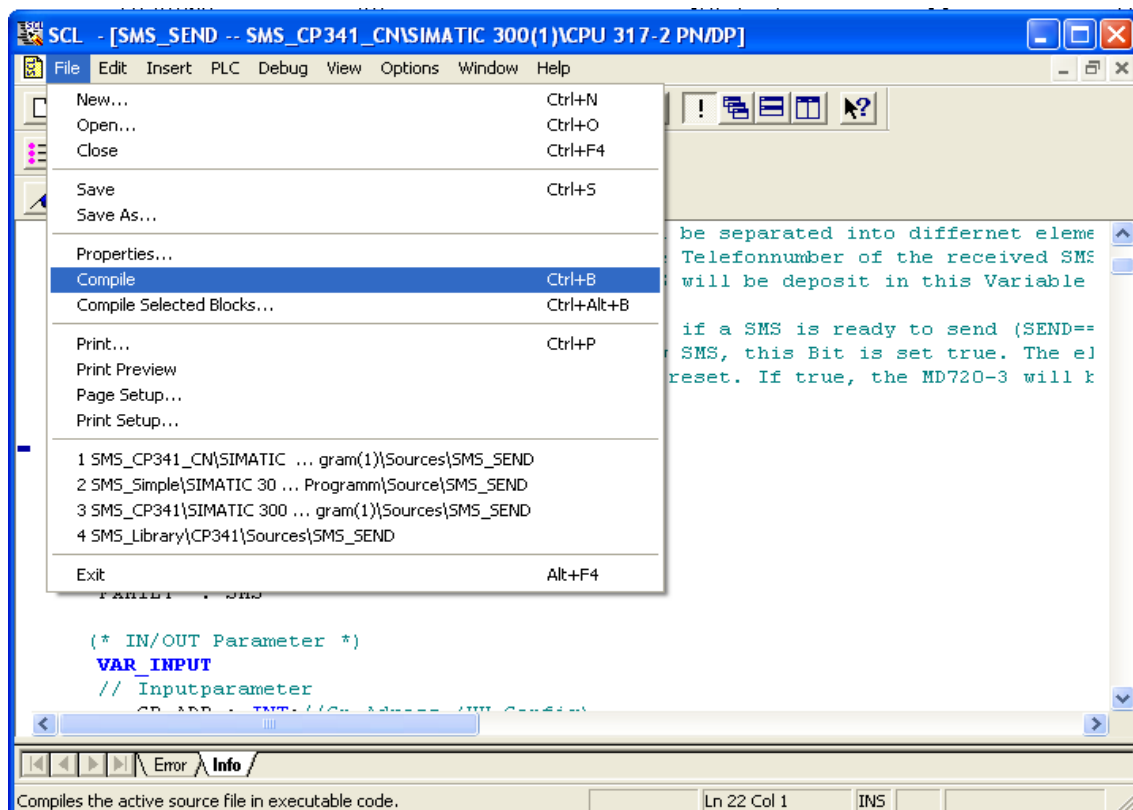 SCL - [SMS_SEND -- SMS_CP341_CN\SIMATIC 300(1)\CPU 317-2 PN/DP]
File Edit Insert PLC Debug View Options Window Help
New... Ctrl+N
Open... Ctrl+O
Close Ctrl+F4
Save Ctrl+S
Save As...
Properties...
Compile Ctrl+B
Compile Selected Blocks... Ctrl+Alt+B
Print... Ctrl+P
Print Preview
Page Setup...
Print Setup...
1 SMS_CP341_CN\SIMATIC ... gram(1)\Sources\SMS_SEND
2 SMS_Simple\SIMATIC 30 ... Programm\Source\SMS_SEND
3 SMS_CP341\SIMATIC 300 ... gram(1)\Sources\SMS_SEND
4 SMS_Library\CP341\Sources\SMS_SEND
Exit Alt+F4
be separated into differnet eleme
Telefonnumber of the received SMS
will be deposit in this Variable
if a SMS is ready to send (SEND==
SMS, this Bit is set true. The el
reset. If true, the MD720-3 will
(* IN/OUT Parameter *)
VAR_INPUT
// Inputparameter
Error Info
Compiles the active source file in executable code. Ln 22 Col 1 INS